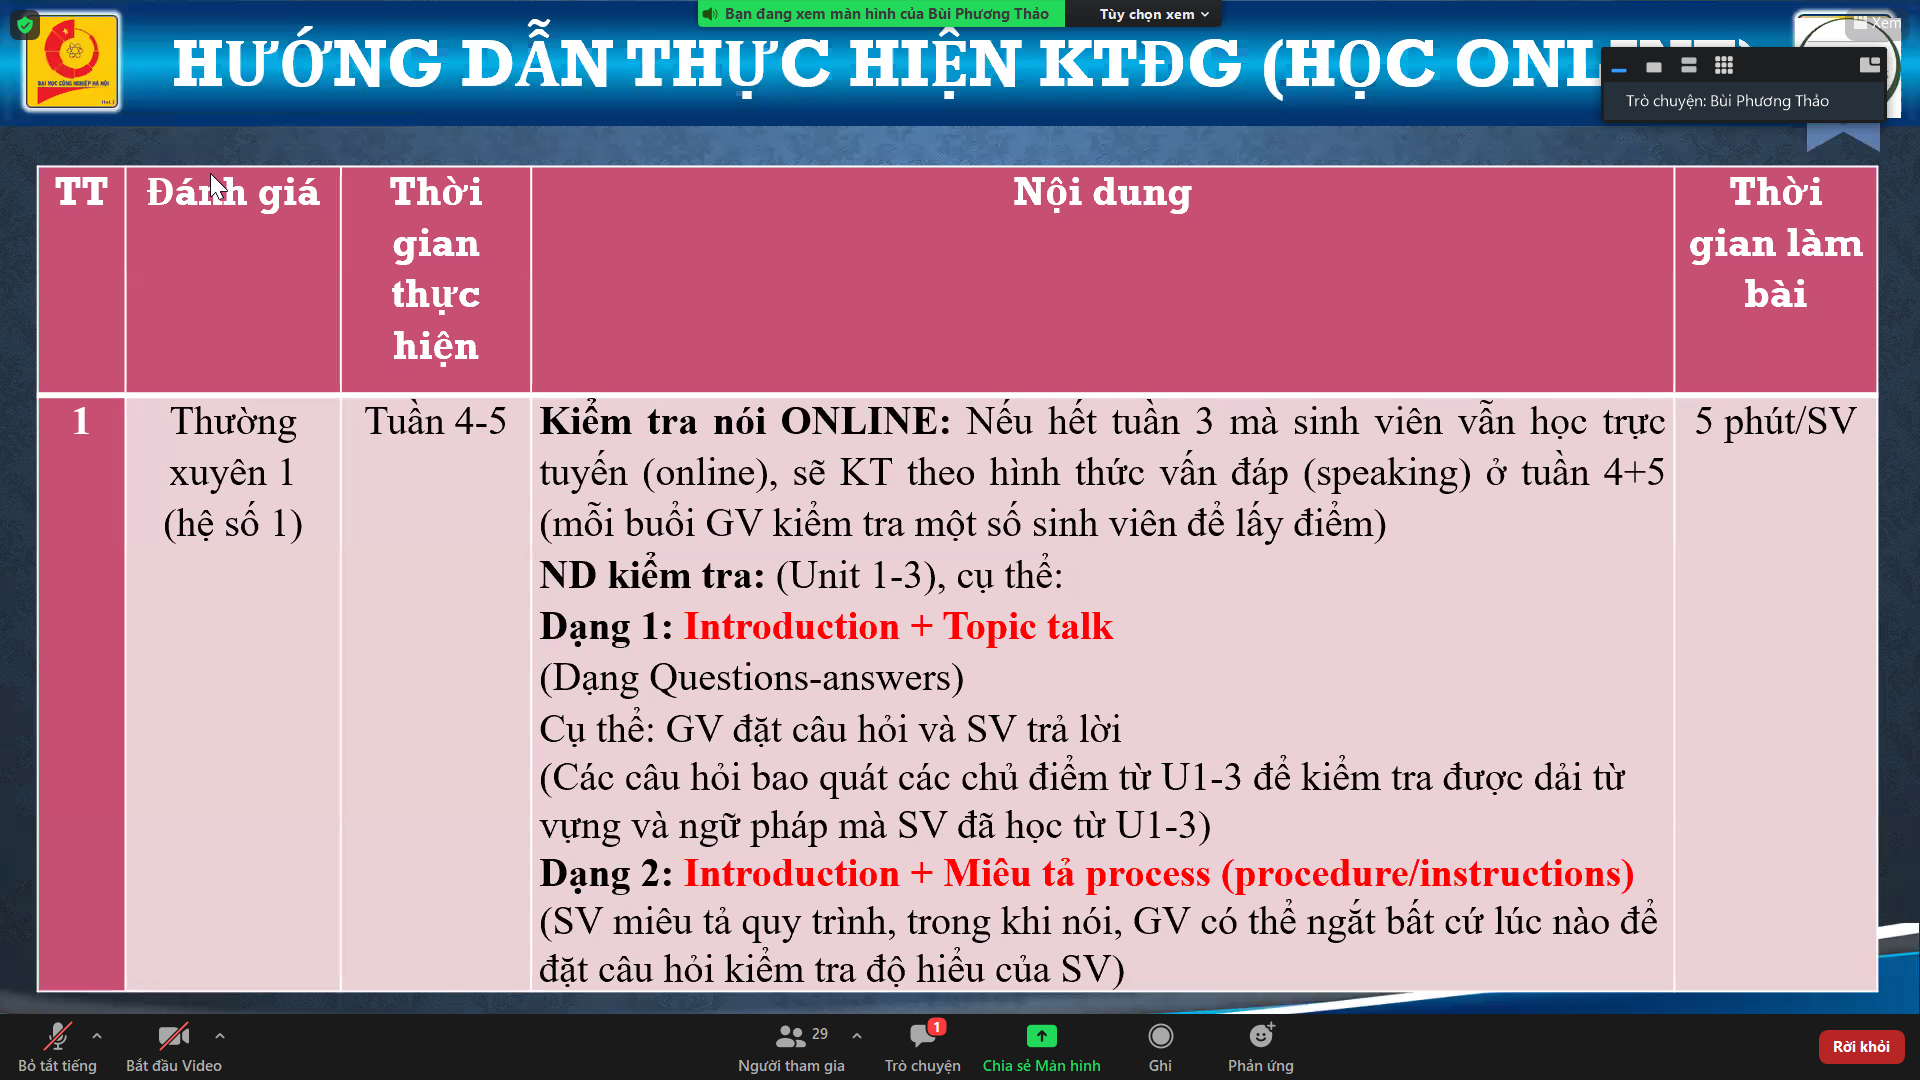 Bạn đang xem màn hình của Bùi Phương Thảo
Tùy chọn xem
Xem
HƯỚNG DẪN THỰC HIỆN KTĐG (HỌC ONLINE)
ĐẠI HỌC CÔNG NGHIỆP HÀ NỘI
Trò chuyện: Bùi Phương Thảo
TT
Đánh giá
Thời
gian
thực
hiện
Nội dung
Thời
gian làm
bài
1
Thường
xuyên 1
(hệ số 1)
Tuần 4-5
Kiểm tra nói ONLINE: Nếu hết tuần 3 mà sinh viên vẫn học trực
tuyến (online), sẽ KT theo hình thức vấn đáp (speaking) ở tuần 4+5
(mỗi buổi GV kiểm tra một số sinh viên để lấy điểm)
ND kiểm tra: (Unit 1-3), cụ thể:
Dạng 1: Introduction + Topic talk
(Dạng Questions-answers)
Cụ thể: GV đặt câu hỏi và SV trả lời
(Các câu hỏi bao quát các chủ điểm từ U1-3 để kiểm tra được dải từ
vựng và ngữ pháp mà SV đã học từ U1-3)
Dạng 2: Introduction + Miêu tả process (procedure/instructions)
(SV miêu tả quy trình, trong khi nói, GV có thể ngắt bất cứ lúc nào để
đặt câu hỏi kiểm tra độ hiểu của SV)
5 phút/SV
Bỏ tắt tiếng
Bắt đầu Video
29
Người tham gia
1
Trò chuyện
Chia sẻ Màn hình
Ghi
Phản ứng
Rời khỏi